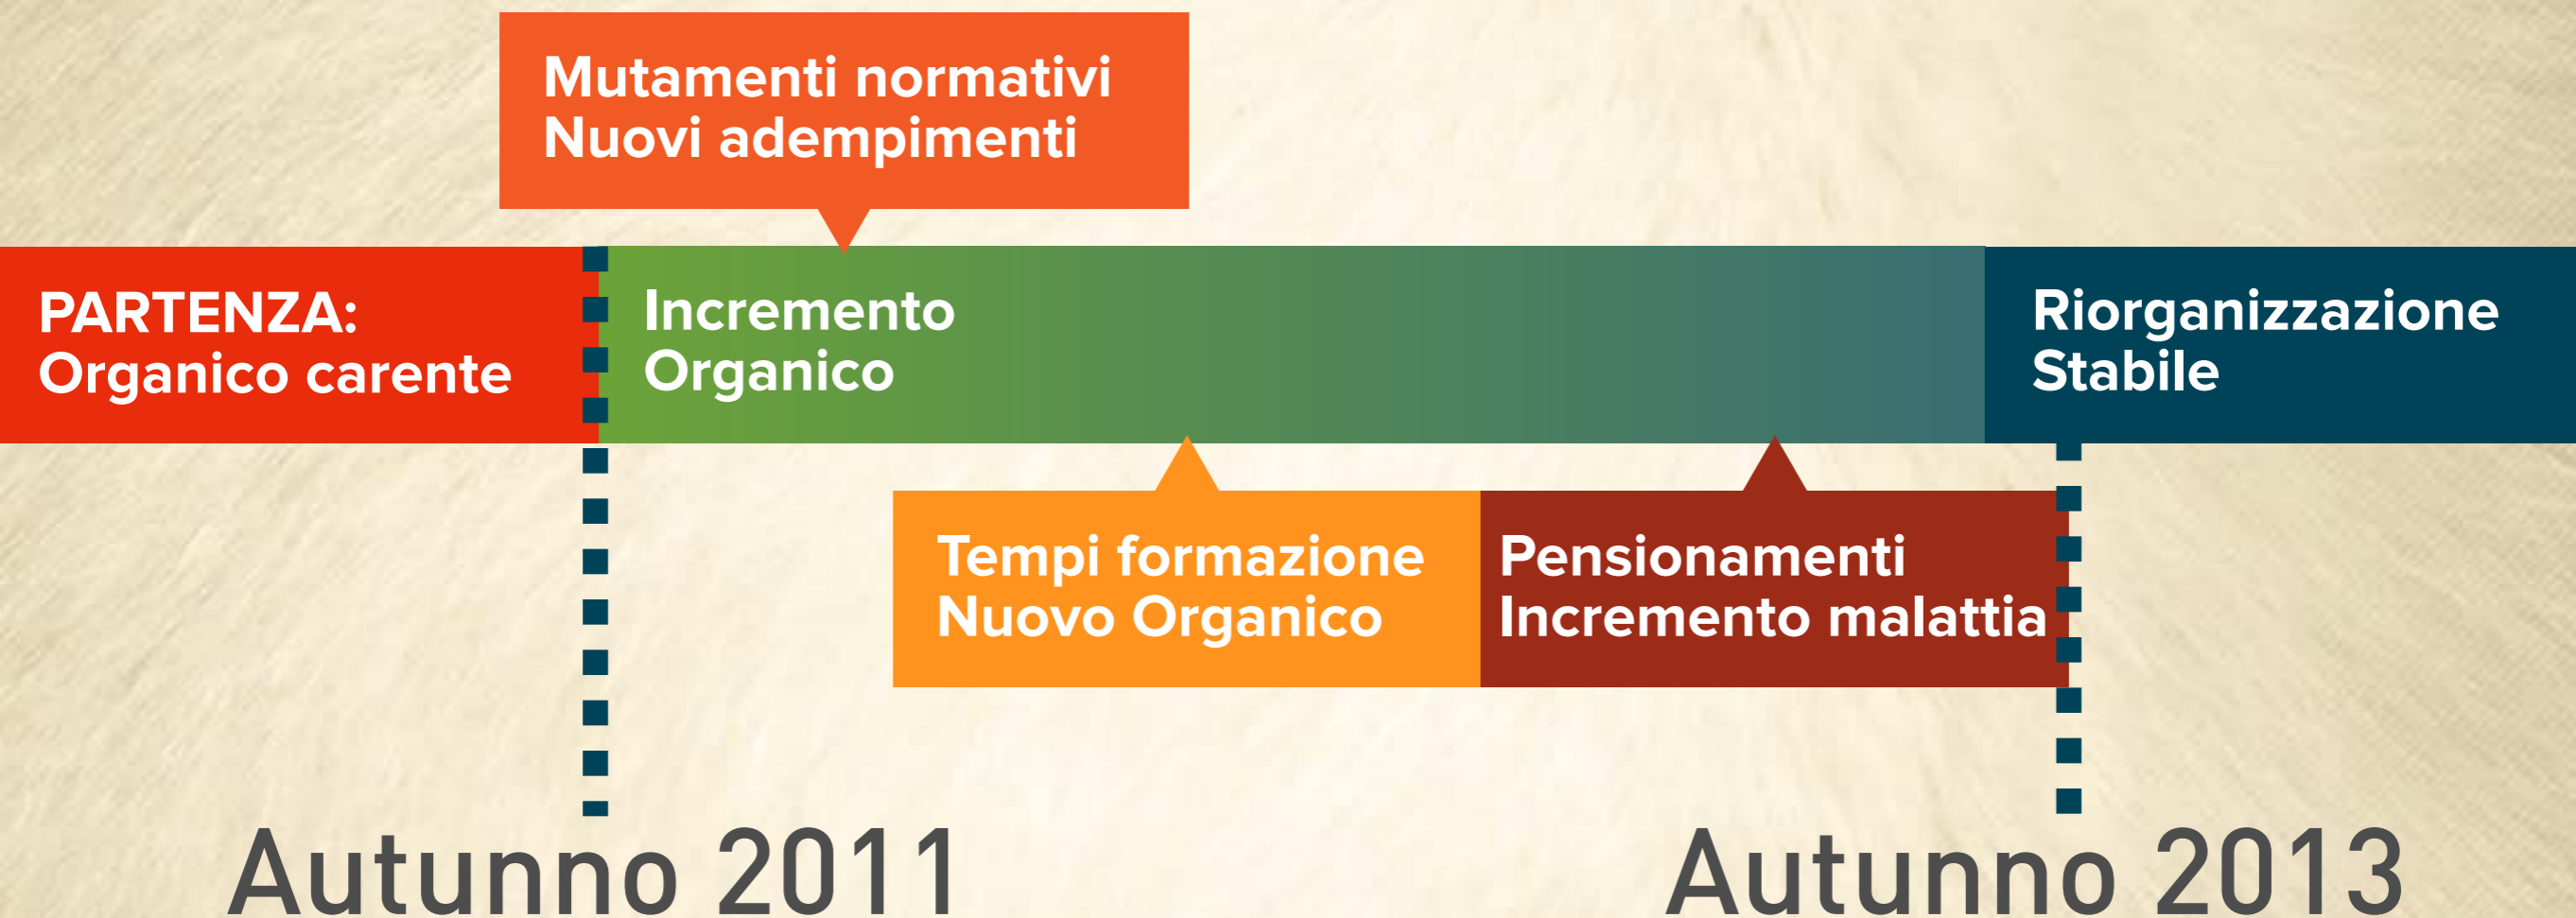 Mutamenti normativi
Nuovi adempimenti
PARTENZA:
Organico carente
Incremento
Organico
Riorganizzazione
Stabile
Tempi formazione
Nuovo Organico
Pensionamenti
Incremento malattia
Autunno 2011
Autunno 2013